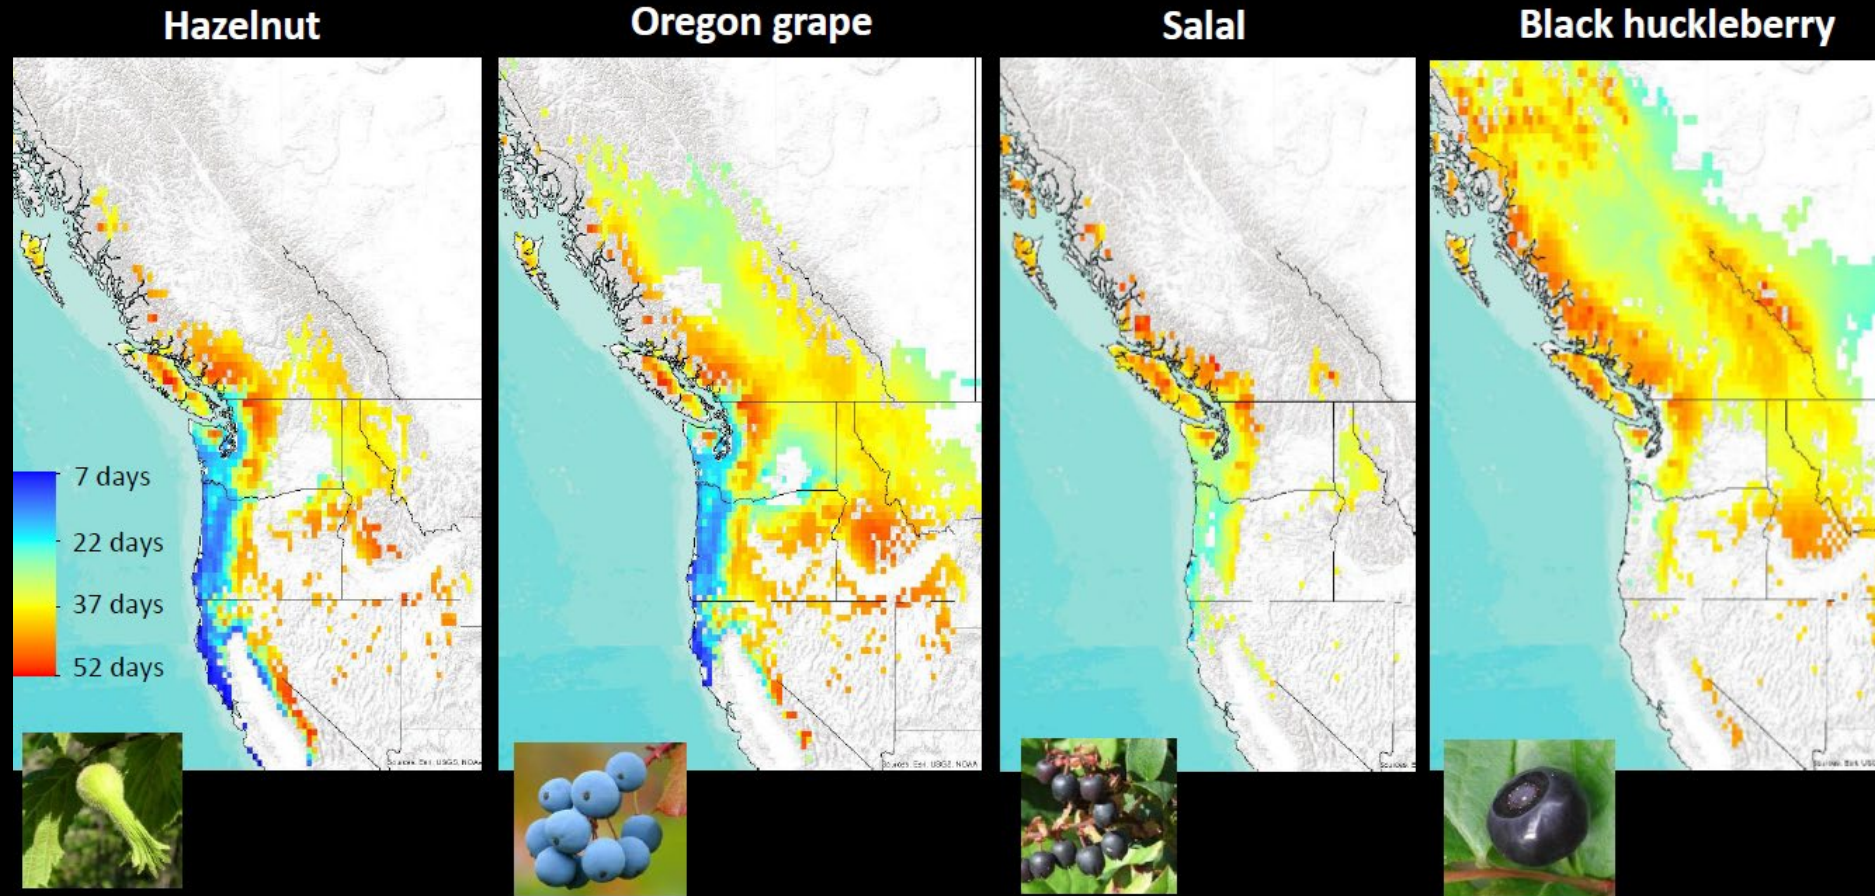 Hazelnut
Oregon grape
Salal
Black huckleberry
7 days
22 days
37 days
52 days